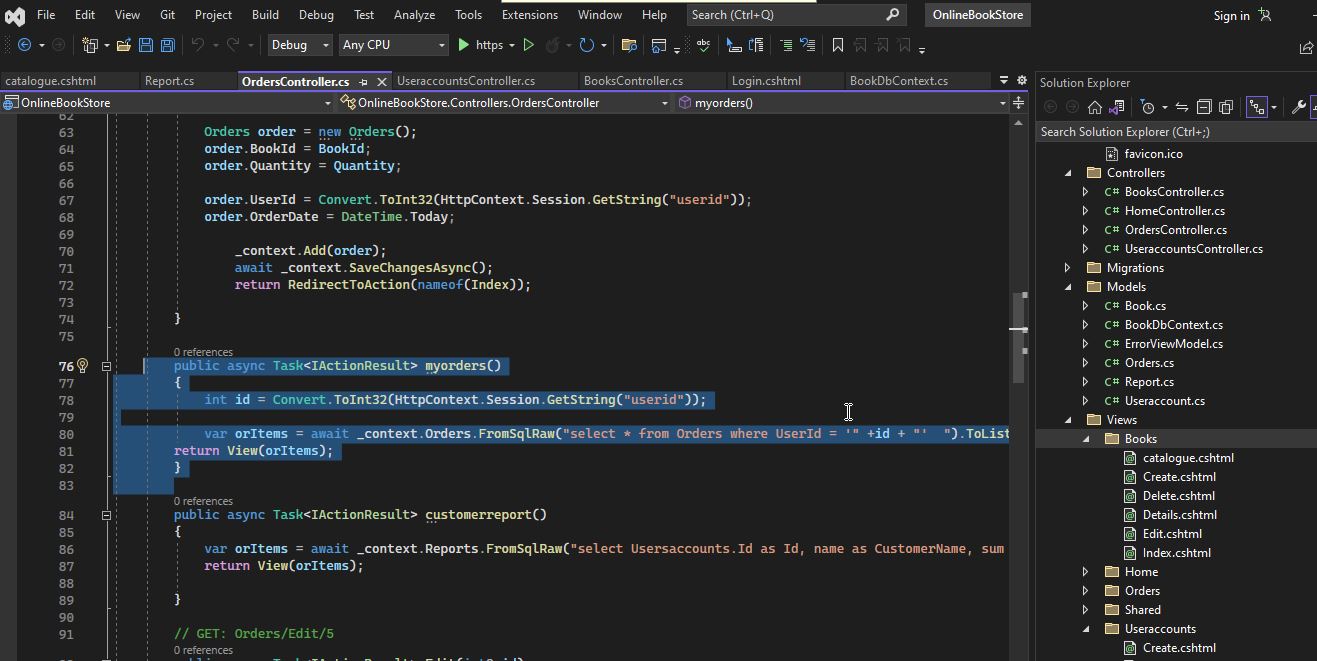 File Edit View Git Project Build Debug Test Analyze Tools Extensions Window Help Search (Ctrl+Q) OnlineBookStore Sign in
Debug Any CPU https
catalogue.cshtml Report.cs OrdersController.cs UseraccountsController.cs BooksController.cs Login.cshtml BookDbContext.cs
OnlineBookStore OnlineBookStore.Controllers.OrdersController myorders()
62
63 Orders order = new Orders();
64 order.BookId = BookId;
65 order.Quantity = Quantity;
66
67 order.UserId = Convert.ToInt32(HttpContext.Session.GetString("userid"));
68 order.OrderDate = DateTime.Today;
69
70 _context.Add(order);
71 await _context.SaveChangesAsync();
72 return RedirectToAction(nameof(Index));
73
74 }
75
0 references
76 public async Task<IActionResult> myorders()
77 {
78 int id = Convert.ToInt32(HttpContext.Session.GetString("userid"));
79
80 var orItems = await _context.Orders.FromSqlRaw("select * from Orders where UserId = '" +id + "'  ").ToList
81 return View(orItems);
82 }
83
0 references
84 public async Task<IActionResult> customerreport()
85 {
86 var orItems = await _context.Reports.FromSqlRaw("select Usersaccounts.Id as Id, name as CustomerName, sum
87 return View(orItems);
88
89 }
90
91 // GET: Orders/Edit/5
0 references
Solution Explorer
Search Solution Explorer (Ctrl+;)
favicon.ico
Controllers
C# BooksController.cs
C# HomeController.cs
C# OrdersController.cs
C# UseraccountsController.cs
Migrations
Models
C# Book.cs
C# BookDbContext.cs
C# ErrorViewModel.cs
C# Orders.cs
C# Report.cs
C# Useraccount.cs
Views
Books
catalogue.cshtml
Create.cshtml
Delete.cshtml
Details.cshtml
Edit.cshtml
Index.cshtml
Home
Orders
Shared
Useraccounts
Create.cshtml